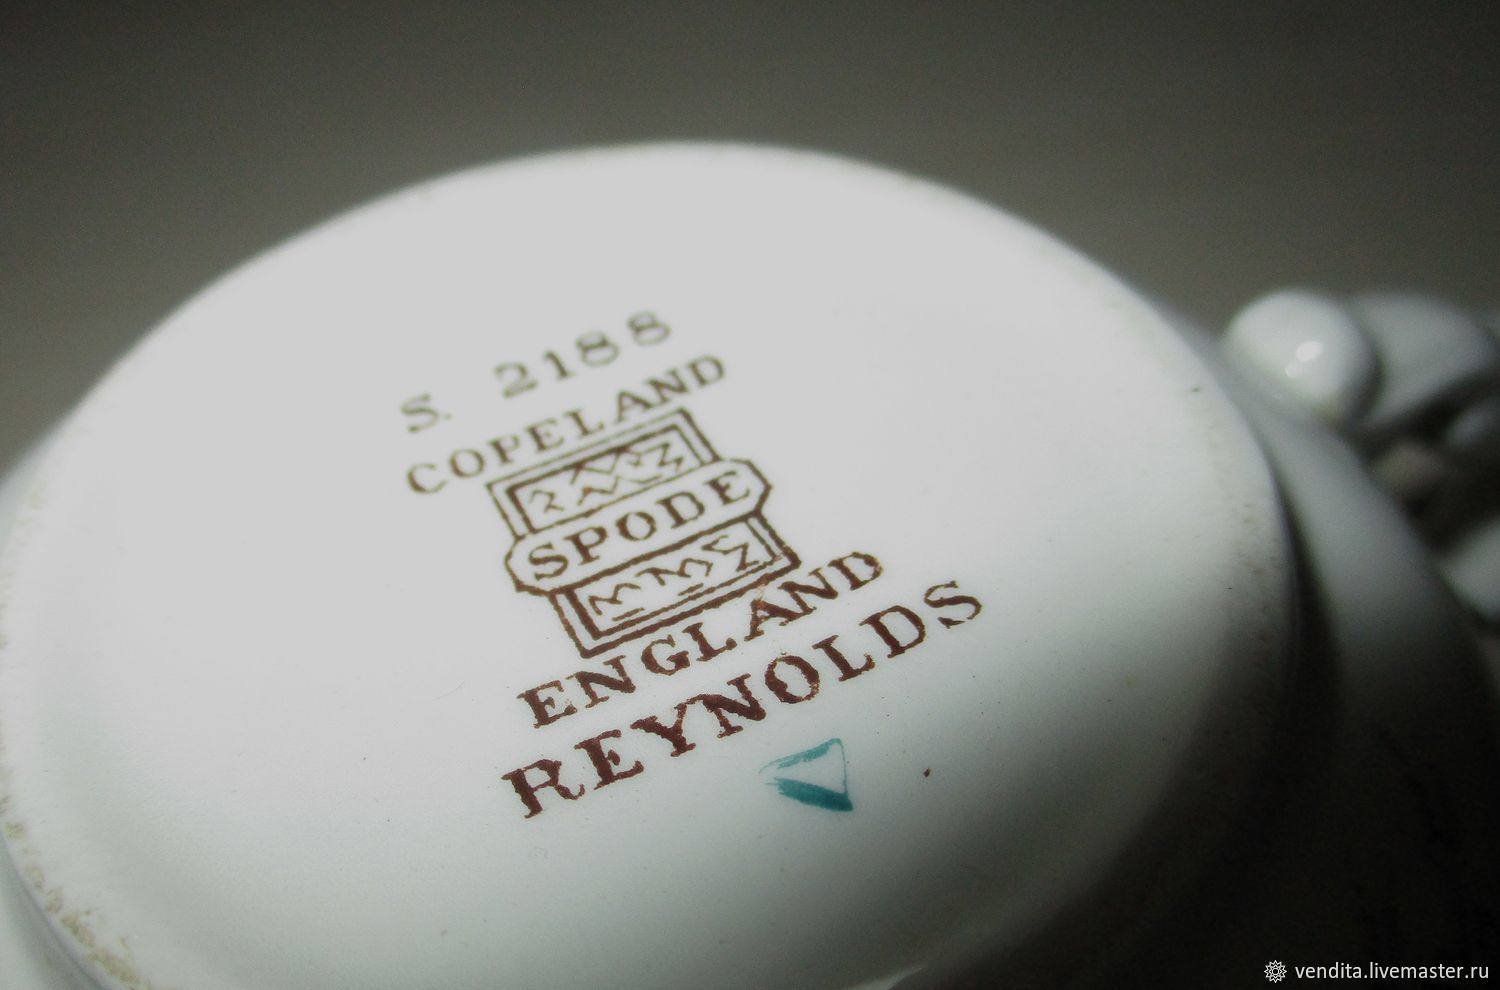 S. 2188
COPELAND
SPODE
ENGLAND
REYNOLDS
vendita.livemaster.ru